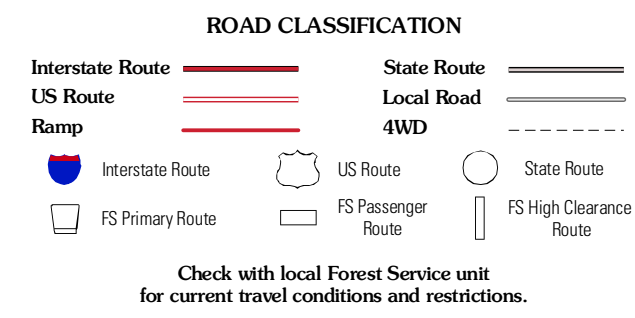 ROAD CLASSIFICATION
Interstate Route
State Route
US Route
Local Road
Ramp
4WD
Interstate Route
US Route
State Route
FS Primary Route
FS Passenger
Route
FS High Clearance
Route
Check with local Forest Service unit
for current travel conditions and restrictions.